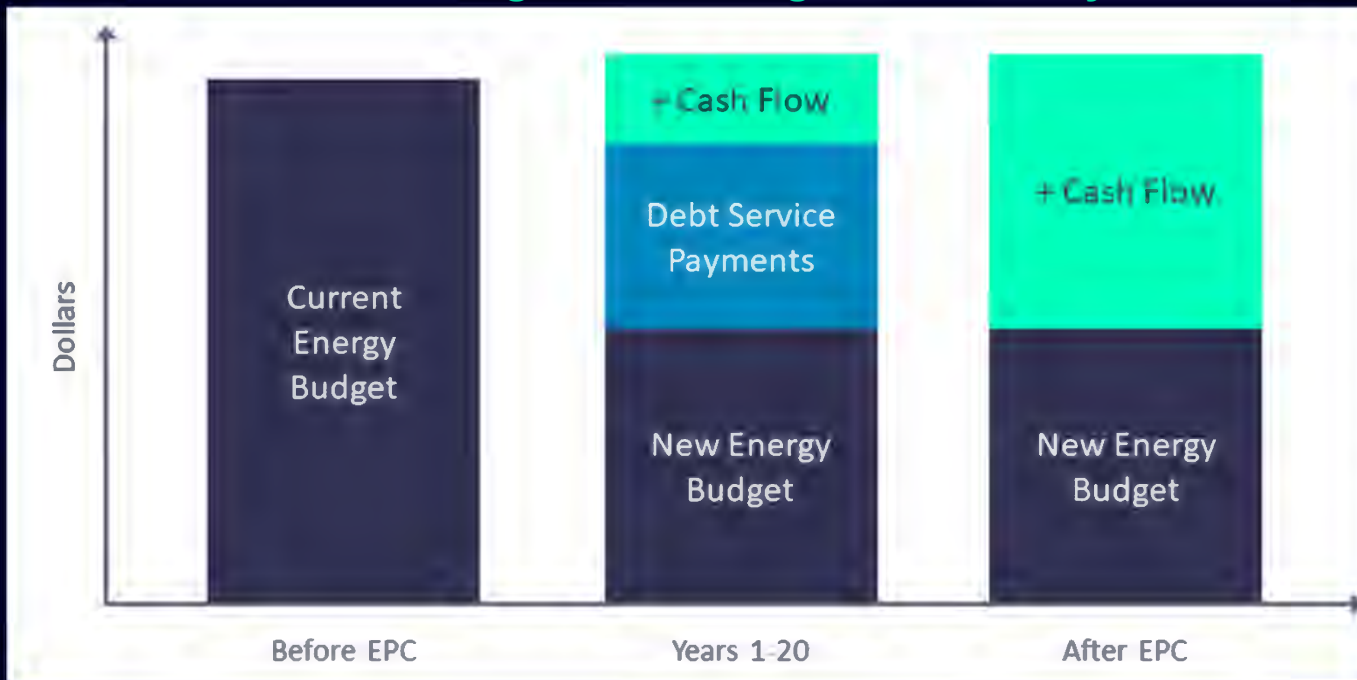 Dollars
Current
Energy
Budget
+ Cash Flow
Debt Service
Payments
New Energy
Budget
+ Cash Flow
New Energy
Budget
Before EPC
Years 1-20
After EPC